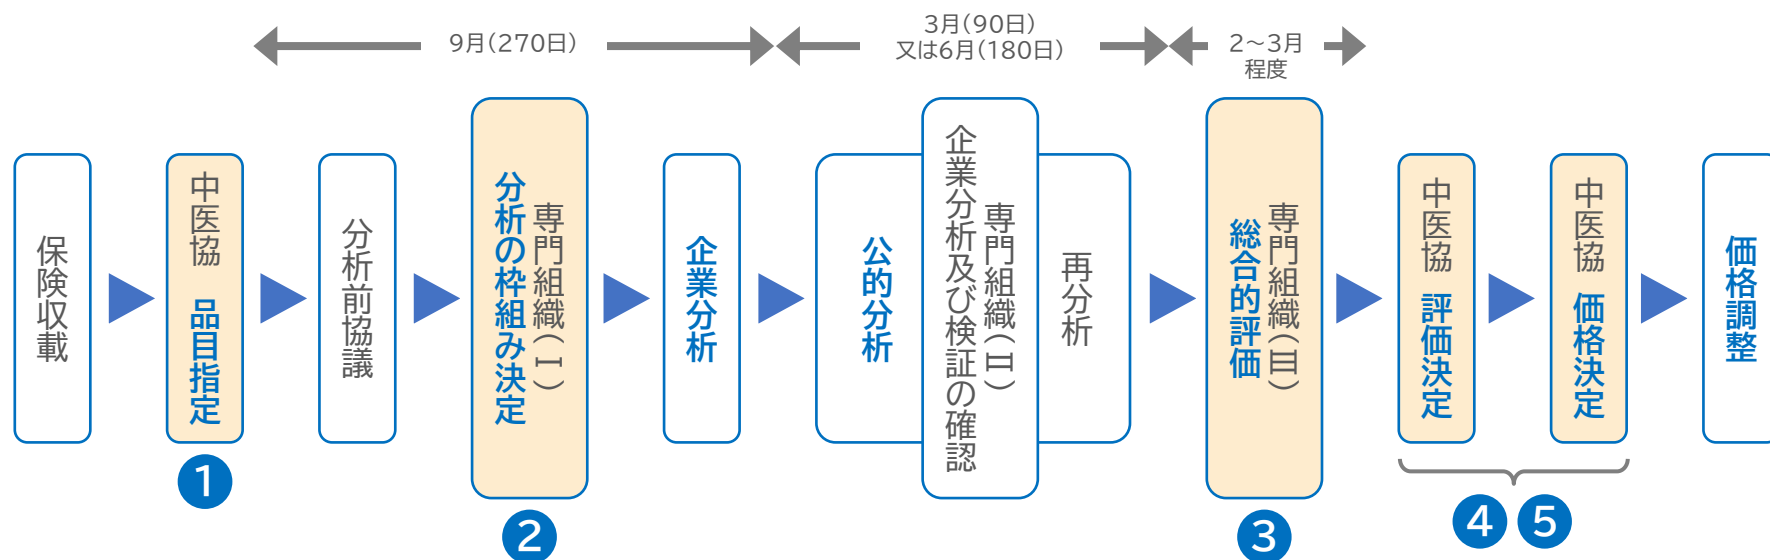 9月(270日)
3月(90日)
又は6月(180日)
2～3月
程度
保険収載
中医協 品目指定
分析前協議
専門組織(Ⅰ)
分析の枠組み決定
企業分析
公的分析
専門組織(Ⅱ)
企業分析及び検証の確認
再分析
専門組織(Ⅲ)
総合的評価
中医協 評価決定
中医協 価格決定
価格調整
1
2
3
4 5